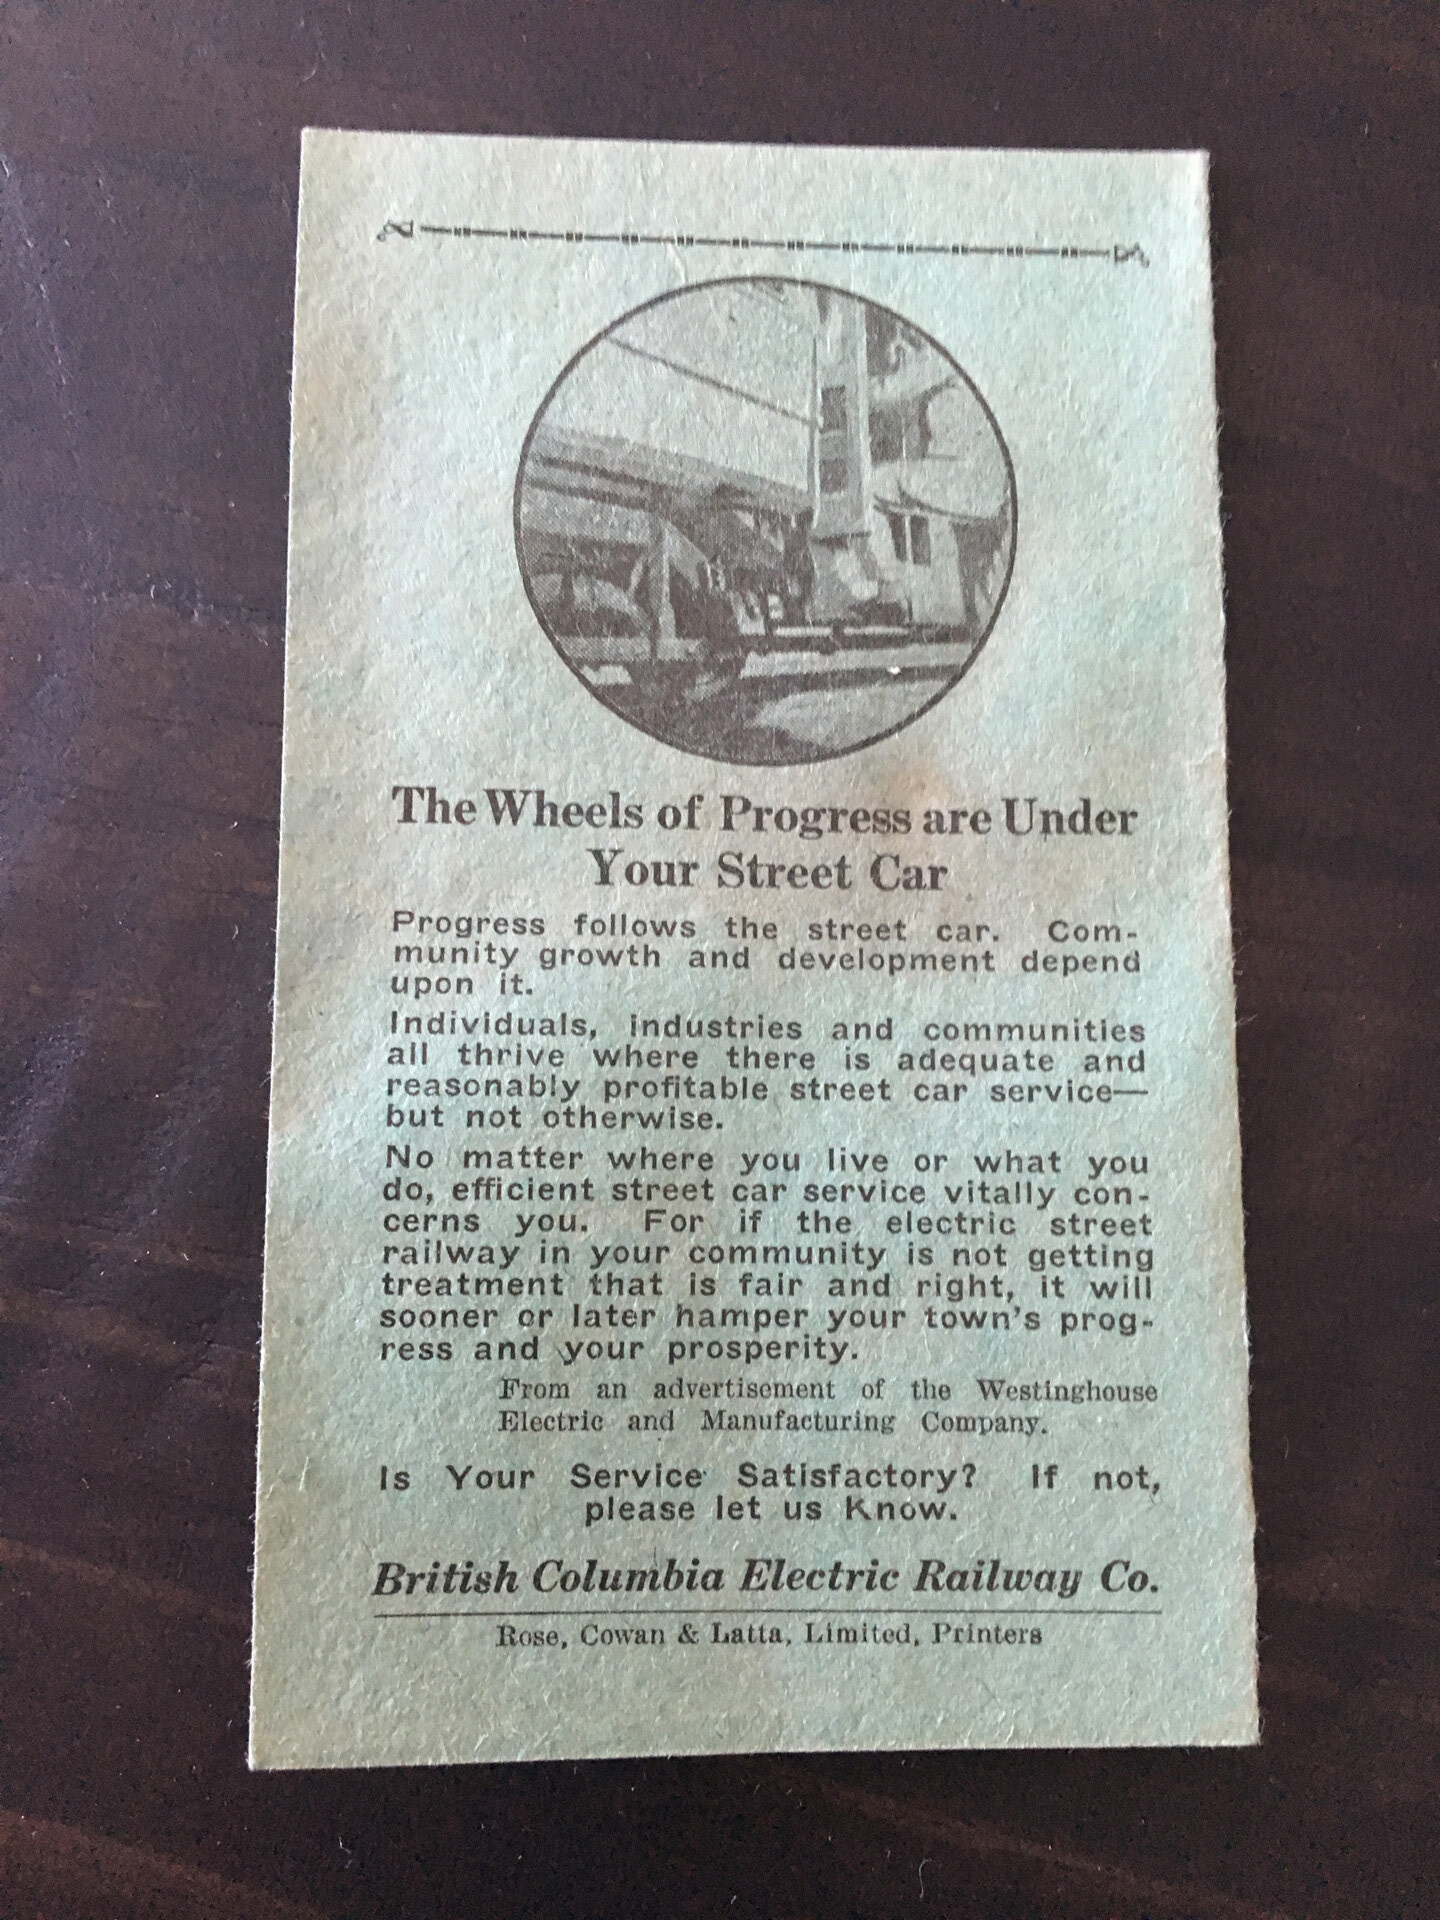 The Wheels of Progress are Under
Your Street Car
Progress follows the street car. Com-
munity growth and development depend
upon it.
Individuals, industries and communities
all thrive where there is adequate and
reasonably profitable street car service—
but not otherwise.
No matter where you live or what you
do, efficient street car service vitally con-
cerns you. For if the electric street
railway in your community is not getting
treatment that is fair and right, it will
sooner or later hamper your town's prog-
ress and your prosperity.
From an advertisement of the Westinghouse
Electric and Manufacturing Company.
Is Your Service Satisfactory? If not,
please let us Know.
British Columbia Electric Railway Co.
Rose, Cowan & Latta, Limited, Printers